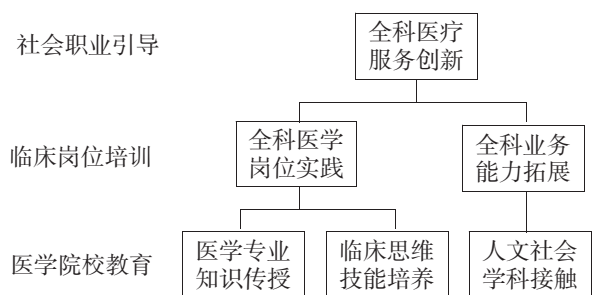 社会职业引导
全科医疗
服务创新
临床岗位培训
全科医学
岗位实践
全科业务
能力拓展
医学院校教育
医学专业
知识传授
临床思维
技能培养
人文社会
学科接触